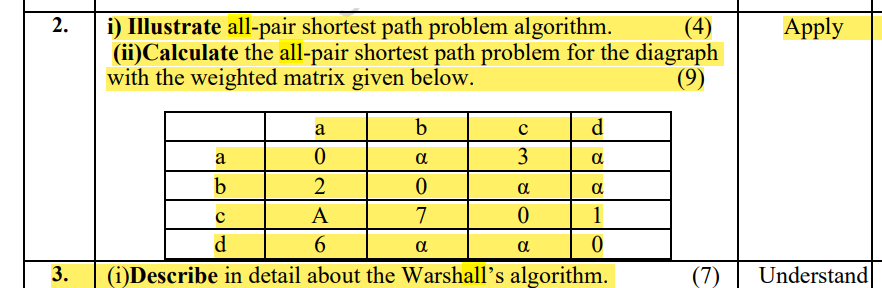 2. i) Illustrate all-pair shortest path problem algorithm. (4) Apply
(ii)Calculate the all-pair shortest path problem for the diagraph
with the weighted matrix given below. (9)
a b c d
a 0 α 3 α
b 2 0 α α
c A 7 0 1
d 6 α α 0
3. (i)Describe in detail about the Warshall’s algorithm. (7) Understand